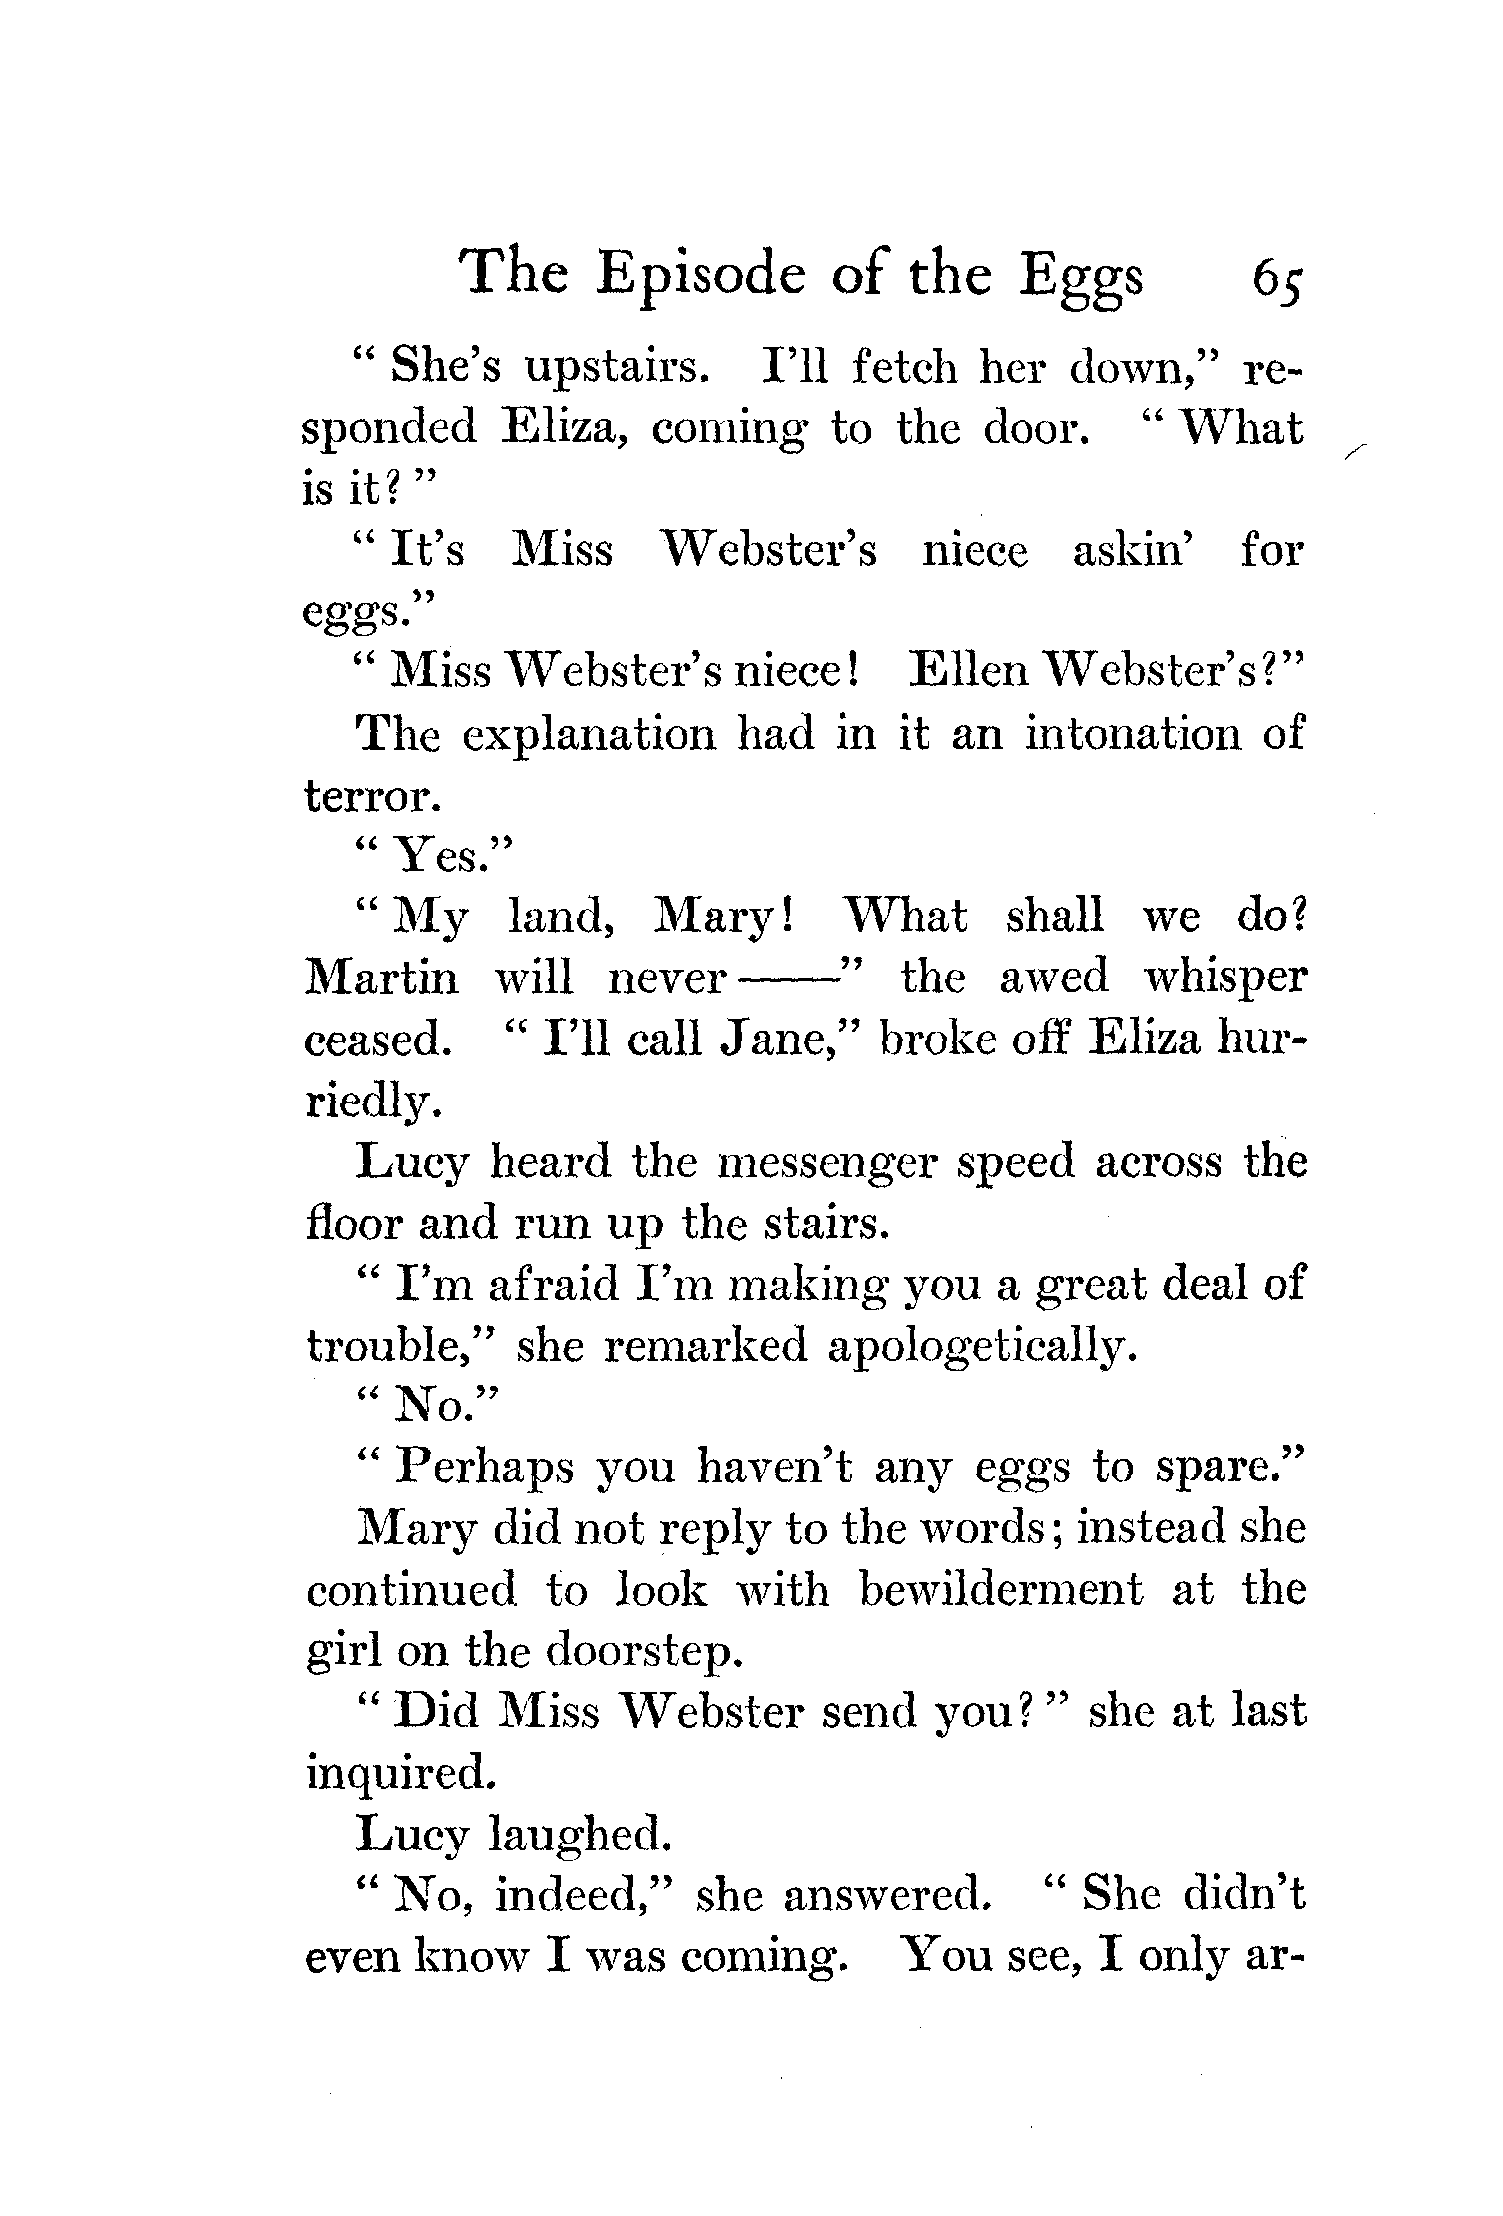 The Episode of the Eggs 65
“ She’s upstairs. I’ll fetch her down,” re-
sponded Eliza, coming to the door. “ What
is it? ”
“ It’s Miss Webster’s niece askin’ for
eggs.”
“ Miss Webster’s niece! Ellen Webster’s?”
The explanation had in it an intonation of
terror.
“ Yes.”
“ My land, Mary! What shall we do?
Martin will never ——” the awed whisper
ceased. “ I’ll call Jane,” broke off Eliza hur-
riedly.
Lucy heard the messenger speed across the
floor and run up the stairs.
“ I’m afraid I’m making you a great deal of
trouble,” she remarked apologetically.
“ No.”
“ Perhaps you haven’t any eggs to spare.”
Mary did not reply to the words; instead she
continued to look with bewilderment at the
girl on the doorstep.
“ Did Miss Webster send you? ” she at last
inquired.
Lucy laughed.
“ No, indeed,” she answered. “ She didn’t
even know I was coming. You see, I only ar-